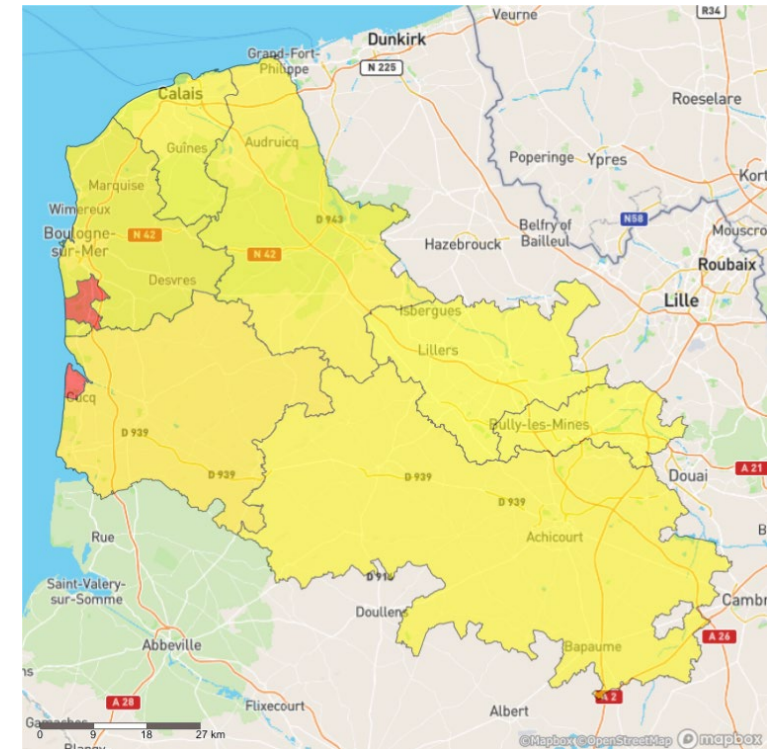 Veurne
R34
Dunkirk
Grand-Fort-
Philippe
N 225
Calais
Roeselare
Guînes
Audruicq
Poperinge
Ypres
Kort
Marquise
Wimereux
D 943
N58
Belfry of
Bailleul
Mouscro
Boulogne-
sur-Mer
N 42
Hazebrouck
N 42
Roubaix
Desvres
Lille
Isbergues
Lillers
Cucq
D 939
Bully-les-Mines
D 939
D 939
D 939
Douai
A 21
Rue
Achicourt
B
Saint-Valery-
sur-Somme
Doullens
Cambr
Abbeville
Bapaume
A 26
ns
A 28
Flixecourt
Albert
A 2
0 9 18 27 km
©Mapbox ©OpenStreetMap mapbox